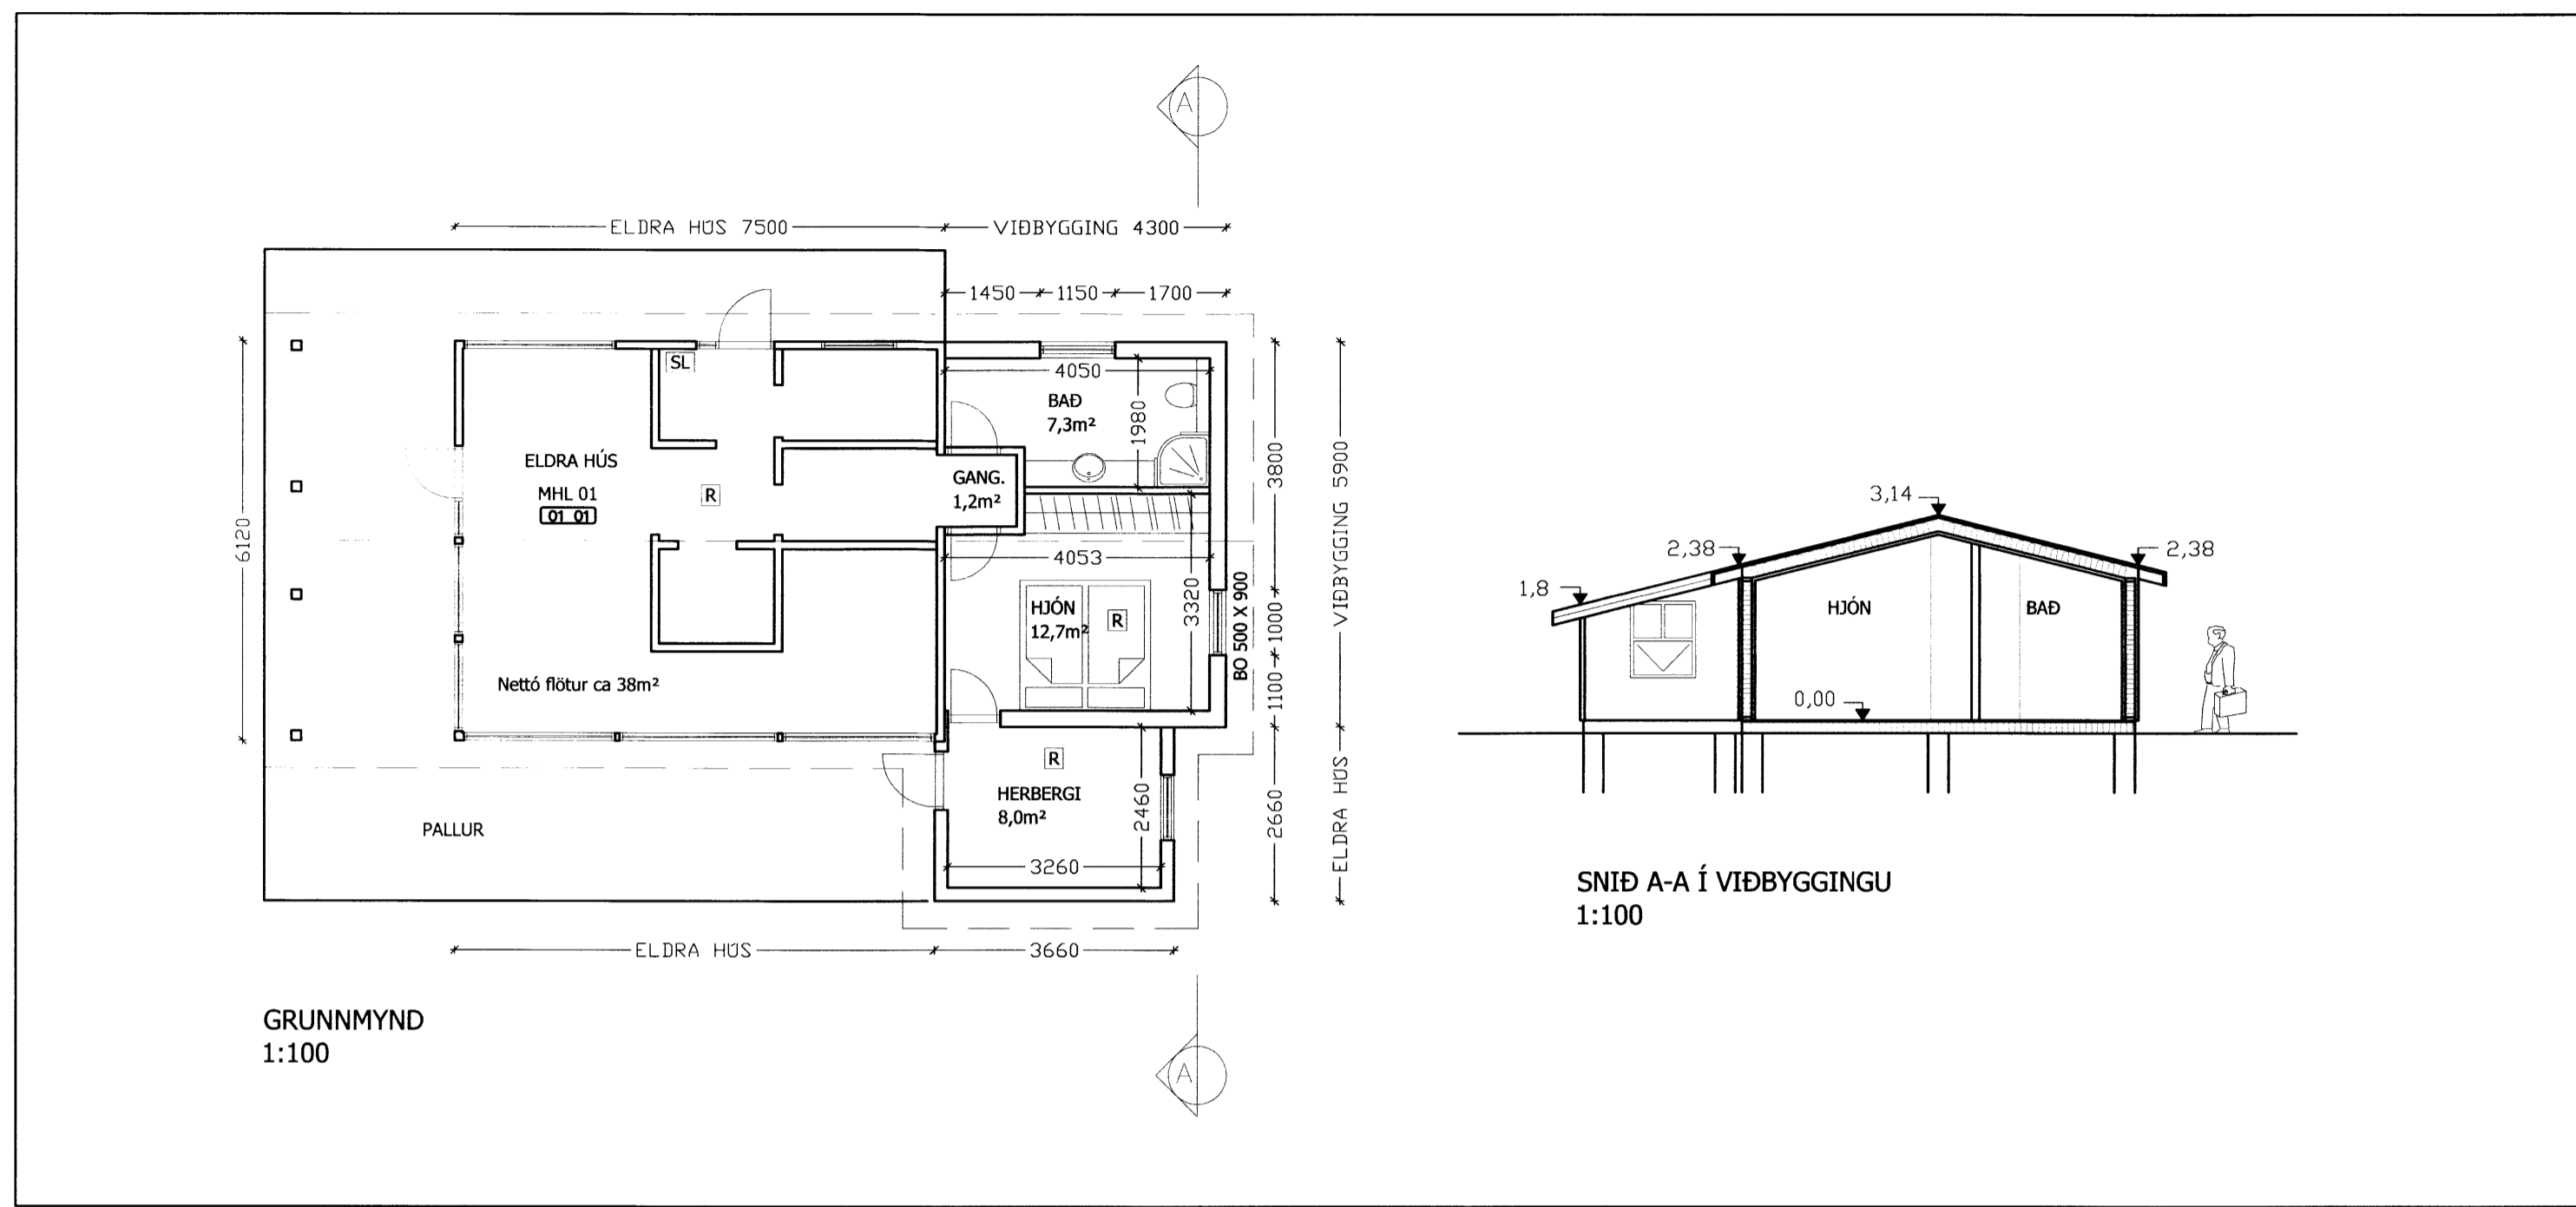 A
ELDRA HÚS 7500
VIÐBYGGING 4300
1450
1150
1700
SL
4050
BAÐ
7,3m²
1980
ELDRA HÚS
MHL 01
01 01
R
GANG.
1,2m²
6120
3800
VIÐBYGGING 5900
4053
HJÓN
12,7m²
R
3320
BO 500 X 900
1000
1100
Nettó flötur ca 38m²
R
HERBERGI
8,0m²
2460
2660
ELDRA HÚS
PALLUR
3260
ELDRA HÚS
3660
GRUNNMYND
1:100
A
3,14
2,38
2,38
1,8
HJÓN
BAÐ
0,00
SNIÐ A-A Í VIÐBYGGINGU
1:100